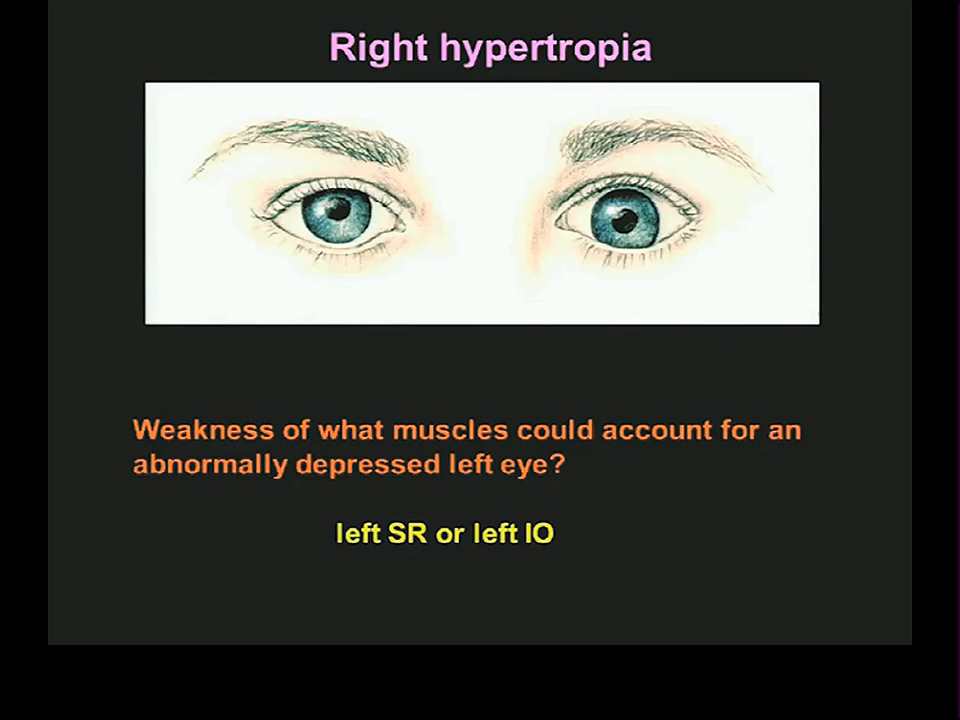 Right hypertropia
Weakness of what muscles could account for an
abnormally depressed left eye?
left SR or left IO